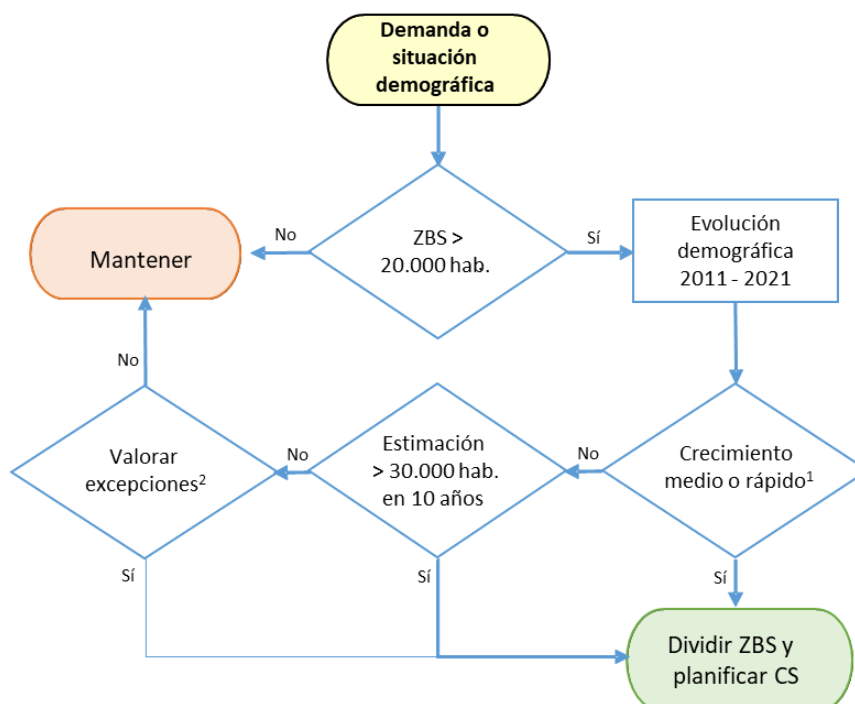 Demanda o
situación
demográfica
No
ZBS >
20.000 hab.
Sí
Evolución
demográfica
2011 - 2021
Mantener
No
Valorar
excepciones²
No
Estimación
> 30.000 hab.
en 10 años
No
Crecimiento
medio o rápido¹
Sí
Sí
Sí
Dividir ZBS y
planificar CS